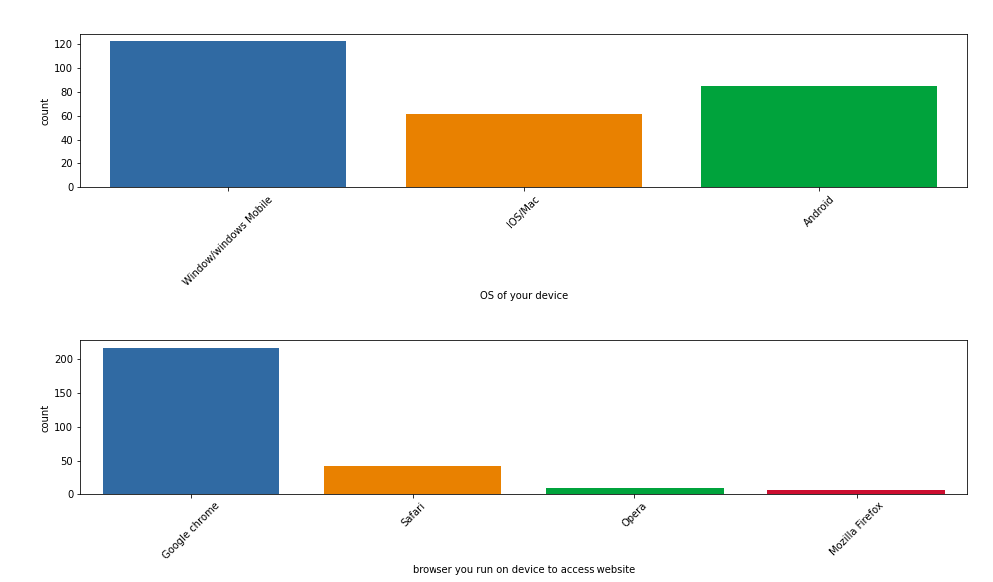 120
100
80
60
40
20
0
count
Window/windows Mobile
IOS/Mac
Android
OS of your device
200
150
100
50
0
count
Google chrome
Safari
Opera
Mozilla Firefox
browser you run on device to access website